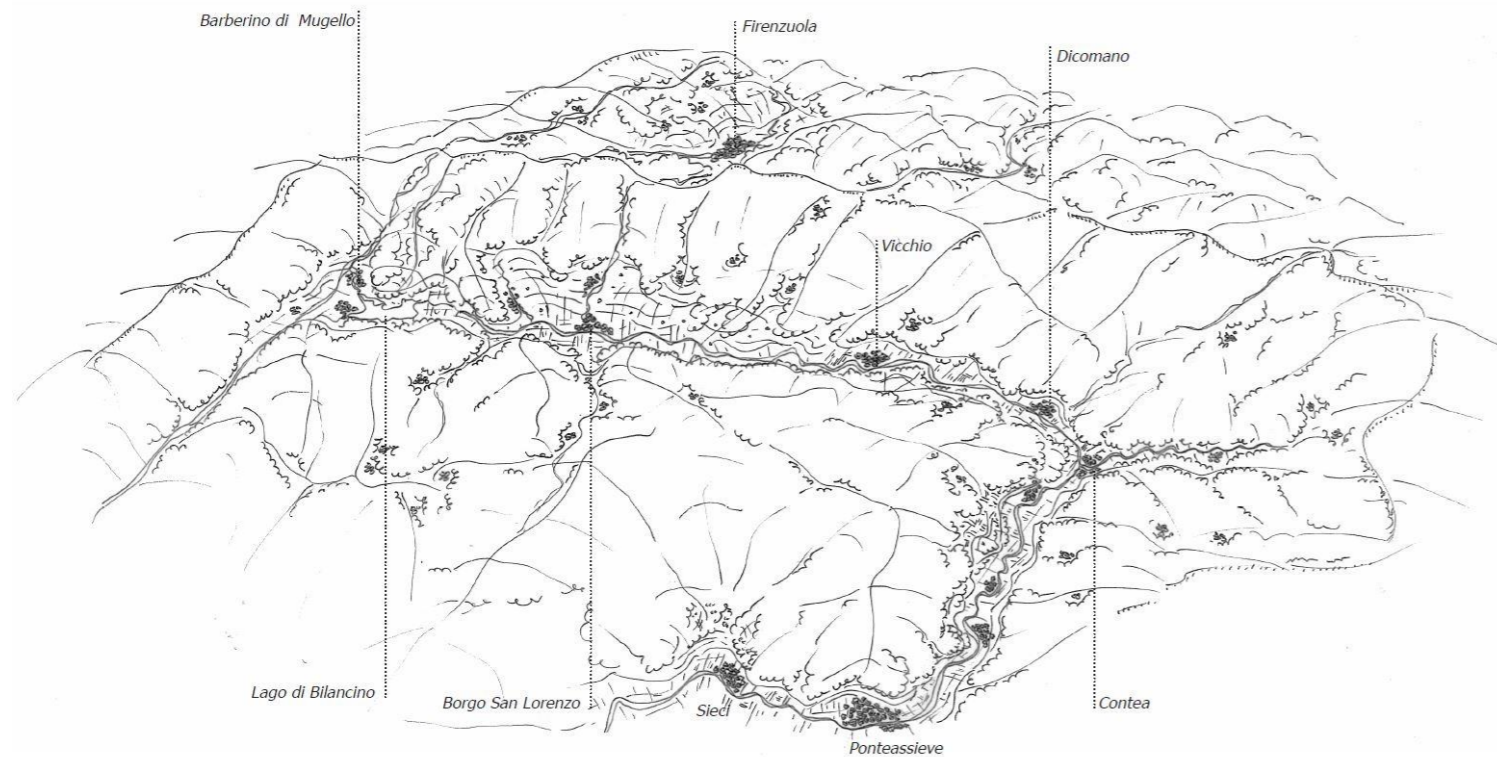 Barberino di Mugello
Firenzuola
Dicomano
Vicchio
Lago di Bilancino
Borgo San Lorenzo
Sieci
Contea
Ponteassieve